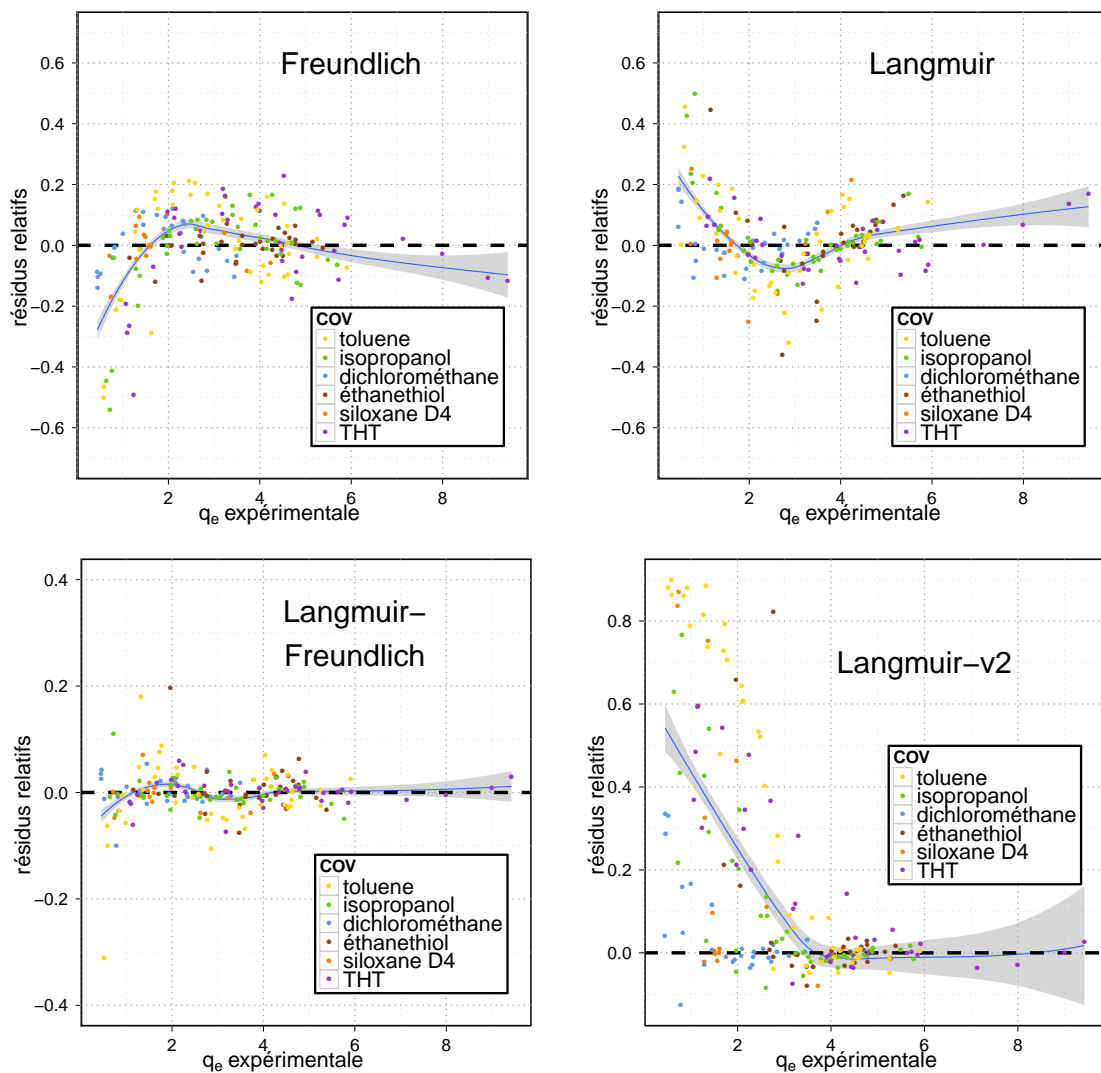 Freundlich
résidus relatifs
0.6
0.4
0.2
0.0
−0.2
−0.4
−0.6
COV
toluene
isopropanol
dichlorométhane
éthanethiol
siloxane D4
THT
2 4 6 8
qe expérimentale
Langmuir
résidus relatifs
0.6
0.4
0.2
0.0
−0.2
−0.4
−0.6
COV
toluene
isopropanol
dichlorométhane
éthanethiol
siloxane D4
THT
2 4 6 8
qe expérimentale
Langmuir−
Freundlich
résidus relatifs
0.4
0.2
0.0
−0.2
−0.4
COV
toluene
isopropanol
dichlorométhane
éthanethiol
siloxane D4
THT
2 4 6 8
qe expérimentale
Langmuir−v2
résidus relatifs
0.8
0.6
0.4
0.2
0.0
COV
toluene
isopropanol
dichlorométhane
éthanethiol
siloxane D4
THT
2 4 6 8
qe expérimentale